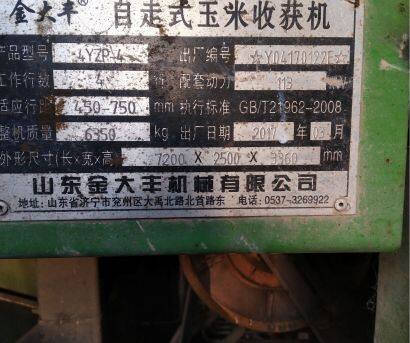 金大丰® 自走式玉米收获机
产品型号 4YZP-4 出厂编号 ☆Y04170122E☆
工作行数 4 行 配套动力 113
适应行距 450-750 mm 执行标准 GB/T21962-2008
整机质量 6350 kg 出厂日期 2017 年 03 月
外形尺寸(长×宽×高) 7200 × 2500 × 3360 mm
山东金大丰机械有限公司
地址:山东省济宁市兖州区大禹北路北首路东 电话:0537-3269922